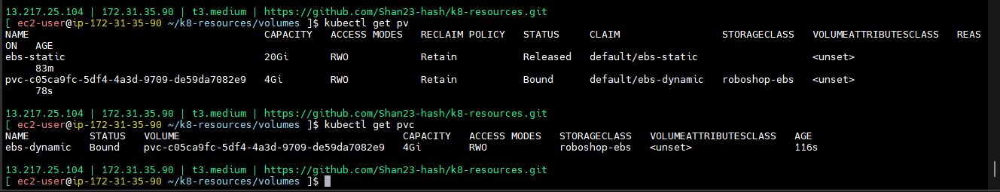 13.217.25.104 | 172.31.35.90 | t3.medium | https://github.com/Shan23-hash/k8-resources.git
[ ec2-user@ip-172-31-35-90 ~/k8-resources/volumes ]$ kubectl get pv
NAME CAPACITY ACCESS MODES RECLAIM POLICY STATUS CLAIM STORAGECLASS VOLUMEATTRIBUTESCLASS REAS
ON AGE
ebs-static 20Gi RWO Retain Released default/ebs-static <unset>
83m
pvc-c05ca9fc-5df4-4a3d-9709-de59da7082e9 4Gi RWO Retain Bound default/ebs-dynamic roboshop-ebs <unset>
78s
13.217.25.104 | 172.31.35.90 | t3.medium | https://github.com/Shan23-hash/k8-resources.git
[ ec2-user@ip-172-31-35-90 ~/k8-resources/volumes ]$ kubectl get pvc
NAME STATUS VOLUME CAPACITY ACCESS MODES STORAGECLASS VOLUMEATTRIBUTESCLASS AGE
ebs-dynamic Bound pvc-c05ca9fc-5df4-4a3d-9709-de59da7082e9 4Gi RWO roboshop-ebs <unset> 116s
13.217.25.104 | 172.31.35.90 | t3.medium | https://github.com/Shan23-hash/k8-resources.git
[ ec2-user@ip-172-31-35-90 ~/k8-resources/volumes ]$